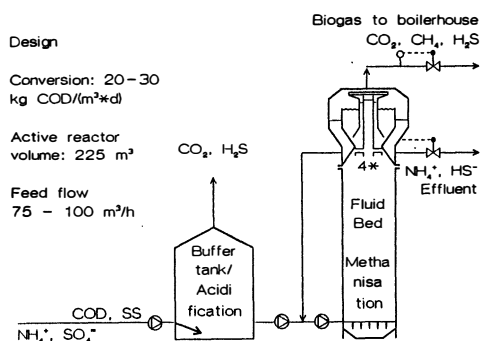 Design
Conversion: 20-30
kg COD/(m³*d)
Active reactor
volume: 225 m³
Feed flow
75 - 100 m³/h
Biogas to boilerhouse
CO₂, CH₄, H₂S
CO₂, H₂S
4*
NH₄⁺, HS⁻
Effluent
Fluid
Bed
Metha
nisa
tion
Buffer
tank/
Acidi
fication
COD, SS
NH₄⁺, SO₄⁻